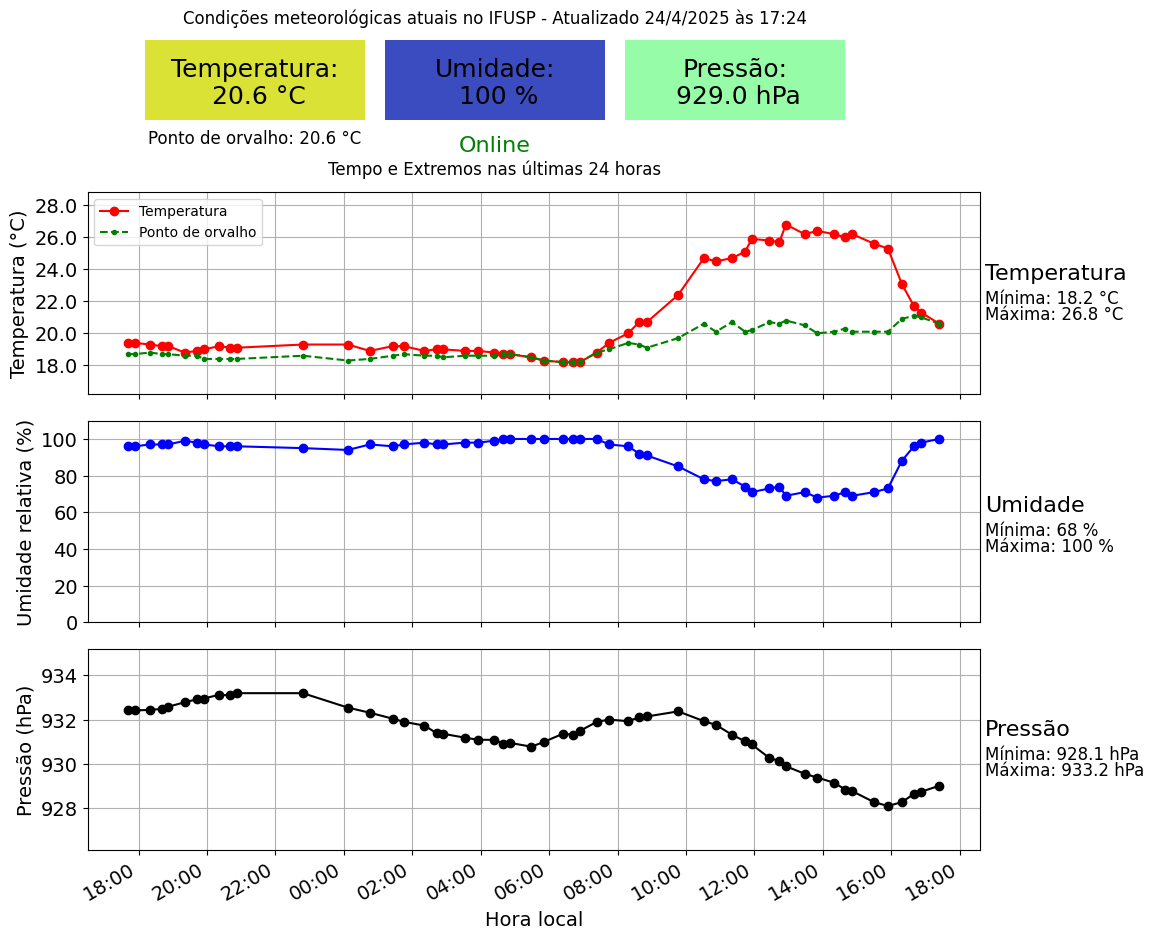 Condições meteorológicas atuais no IFUSP - Atualizado 24/4/2025 às 17:24
Temperatura:
20.6 °C
Umidade:
100 %
Pressão:
929.0 hPa
Ponto de orvalho: 20.6 °C
Online
Tempo e Extremos nas últimas 24 horas
Temperatura (°C)
28.0
26.0
24.0
22.0
20.0
18.0
Temperatura
Ponto de orvalho
Temperatura
Mínima: 18.2 °C
Máxima: 26.8 °C
Umidade relativa (%)
100
80
60
40
20
0
Umidade
Mínima: 68 %
Máxima: 100 %
Pressão (hPa)
934
932
930
928
Pressão
Mínima: 928.1 hPa
Máxima: 933.2 hPa
18:00 20:00 22:00 00:00 02:00 04:00 06:00 08:00 10:00 12:00 14:00 16:00 18:00
Hora local